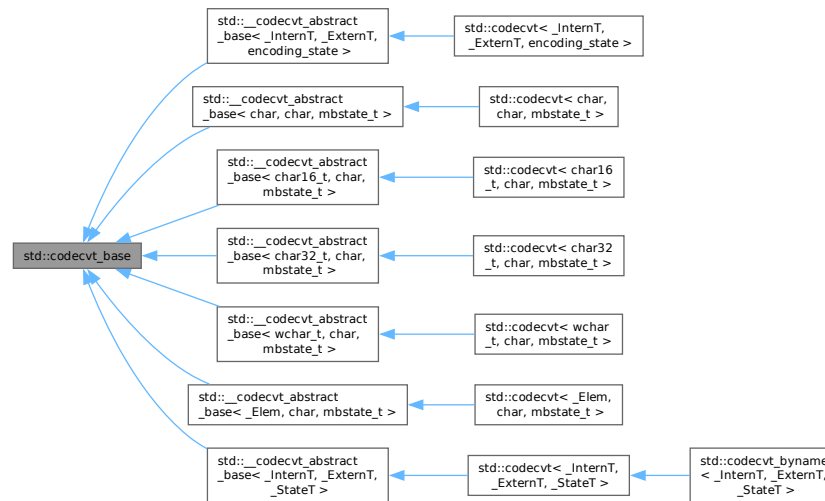 std::__codecvt_abstract
_base< _InternT, _ExternT,
encoding_state >
std::codecvt< _InternT,
_ExternT, encoding_state >
std::__codecvt_abstract
_base< char, char, mbstate_t >
std::codecvt< char,
char, mbstate_t >
std::__codecvt_abstract
_base< char16_t, char,
mbstate_t >
std::codecvt< char16
_t, char, mbstate_t >
std::codecvt_base
std::__codecvt_abstract
_base< char32_t, char,
mbstate_t >
std::codecvt< char32
_t, char, mbstate_t >
std::__codecvt_abstract
_base< wchar_t, char,
mbstate_t >
std::codecvt< wchar
_t, char, mbstate_t >
std::__codecvt_abstract
_base< _Elem, char, mbstate_t >
std::codecvt< _Elem,
char, mbstate_t >
std::__codecvt_abstract
_base< _InternT, _ExternT,
_StateT >
std::codecvt< _InternT,
_ExternT, _StateT >
std::codecvt_byname
< _InternT, _ExternT,
_StateT >